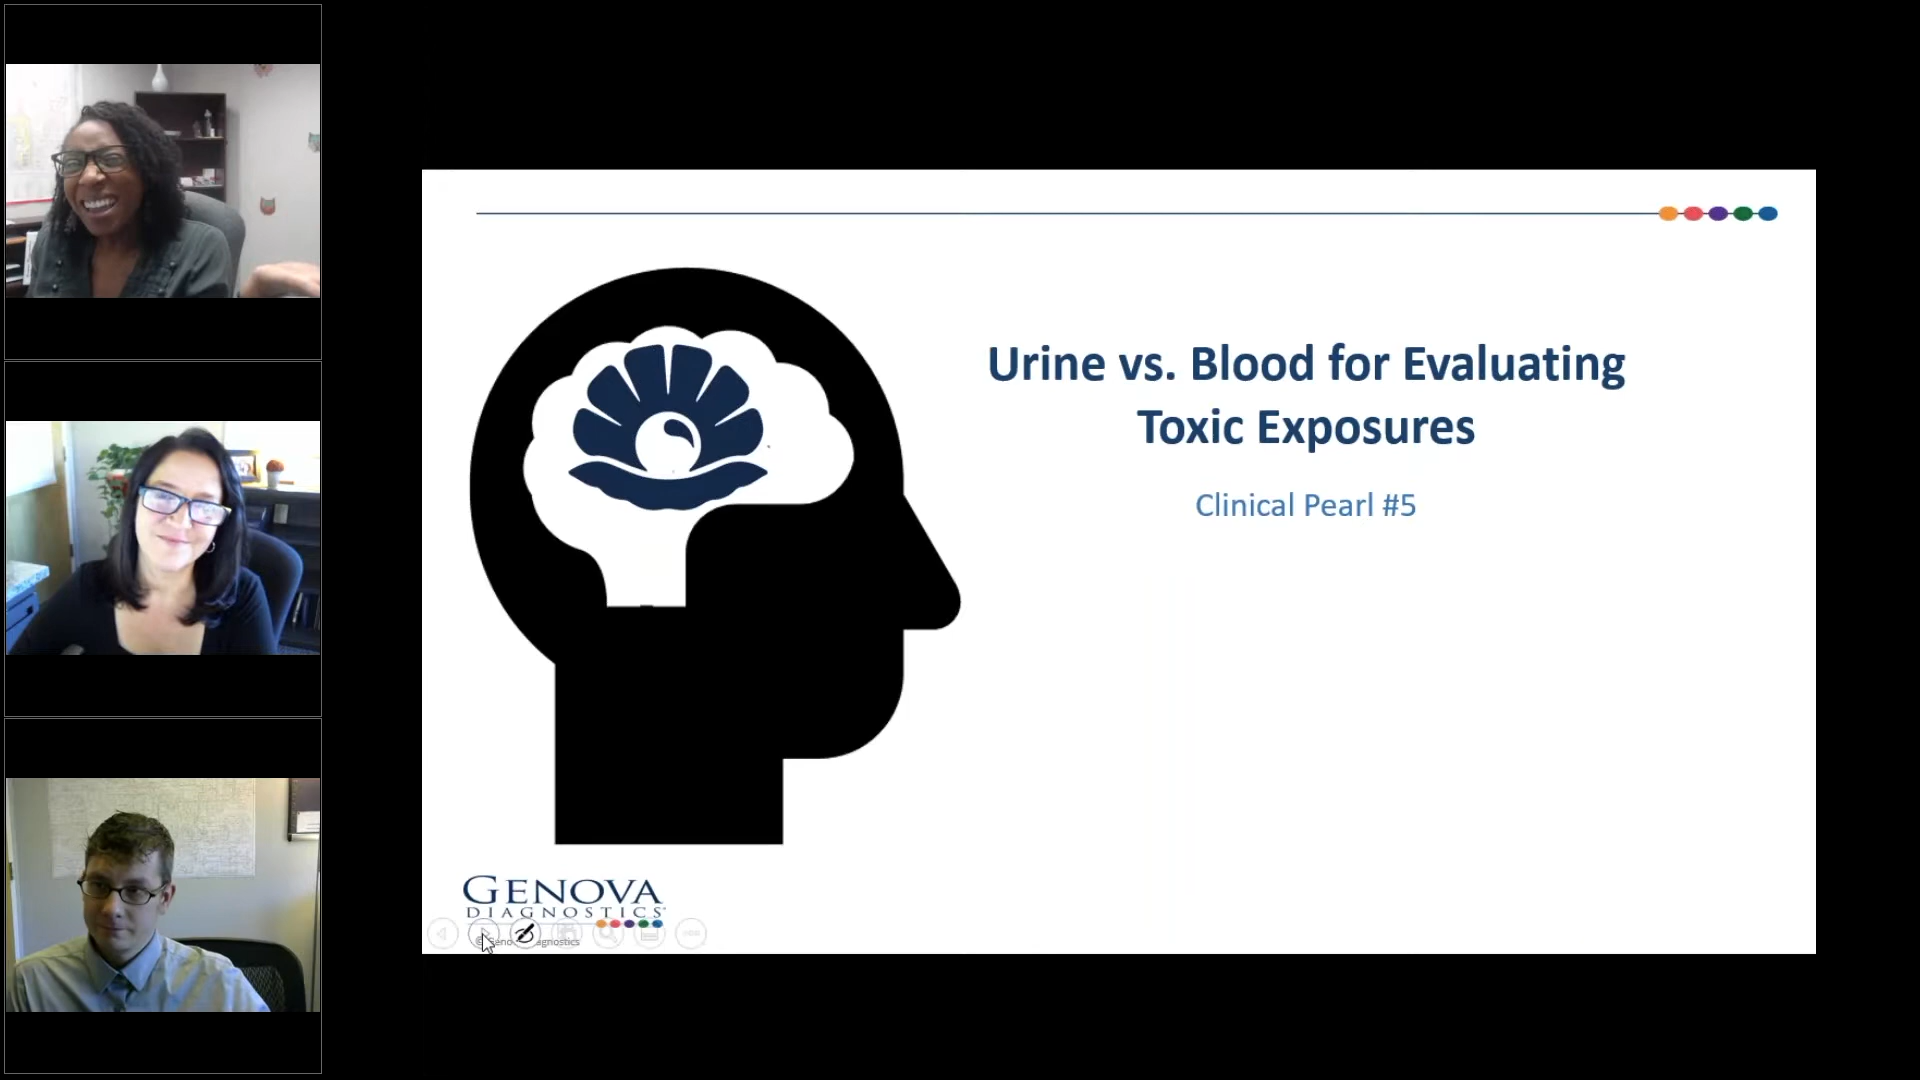 Urine vs. Blood for Evaluating
Toxic Exposures
Clinical Pearl #5
GENOVA
DIAGNOSTICS